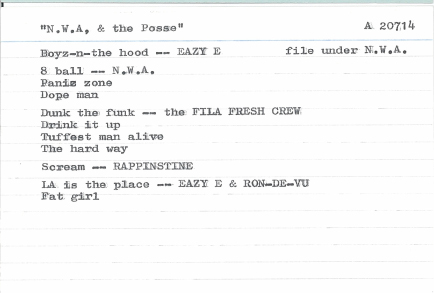 "N.W.A, & the Posse" A 20714
Boyz-n-the hood -- EAZY E file under N.W.A.
8 ball -- N.W.A.
Panis zone
Dope man
Dunk the funk -- the FILA FRESH CREW
Drink it up
Tuffest man alive
The hard way
Scream -- RAPPINSTINE
LA is the place -- EAZY E & RON-DE-VU
Fat girl